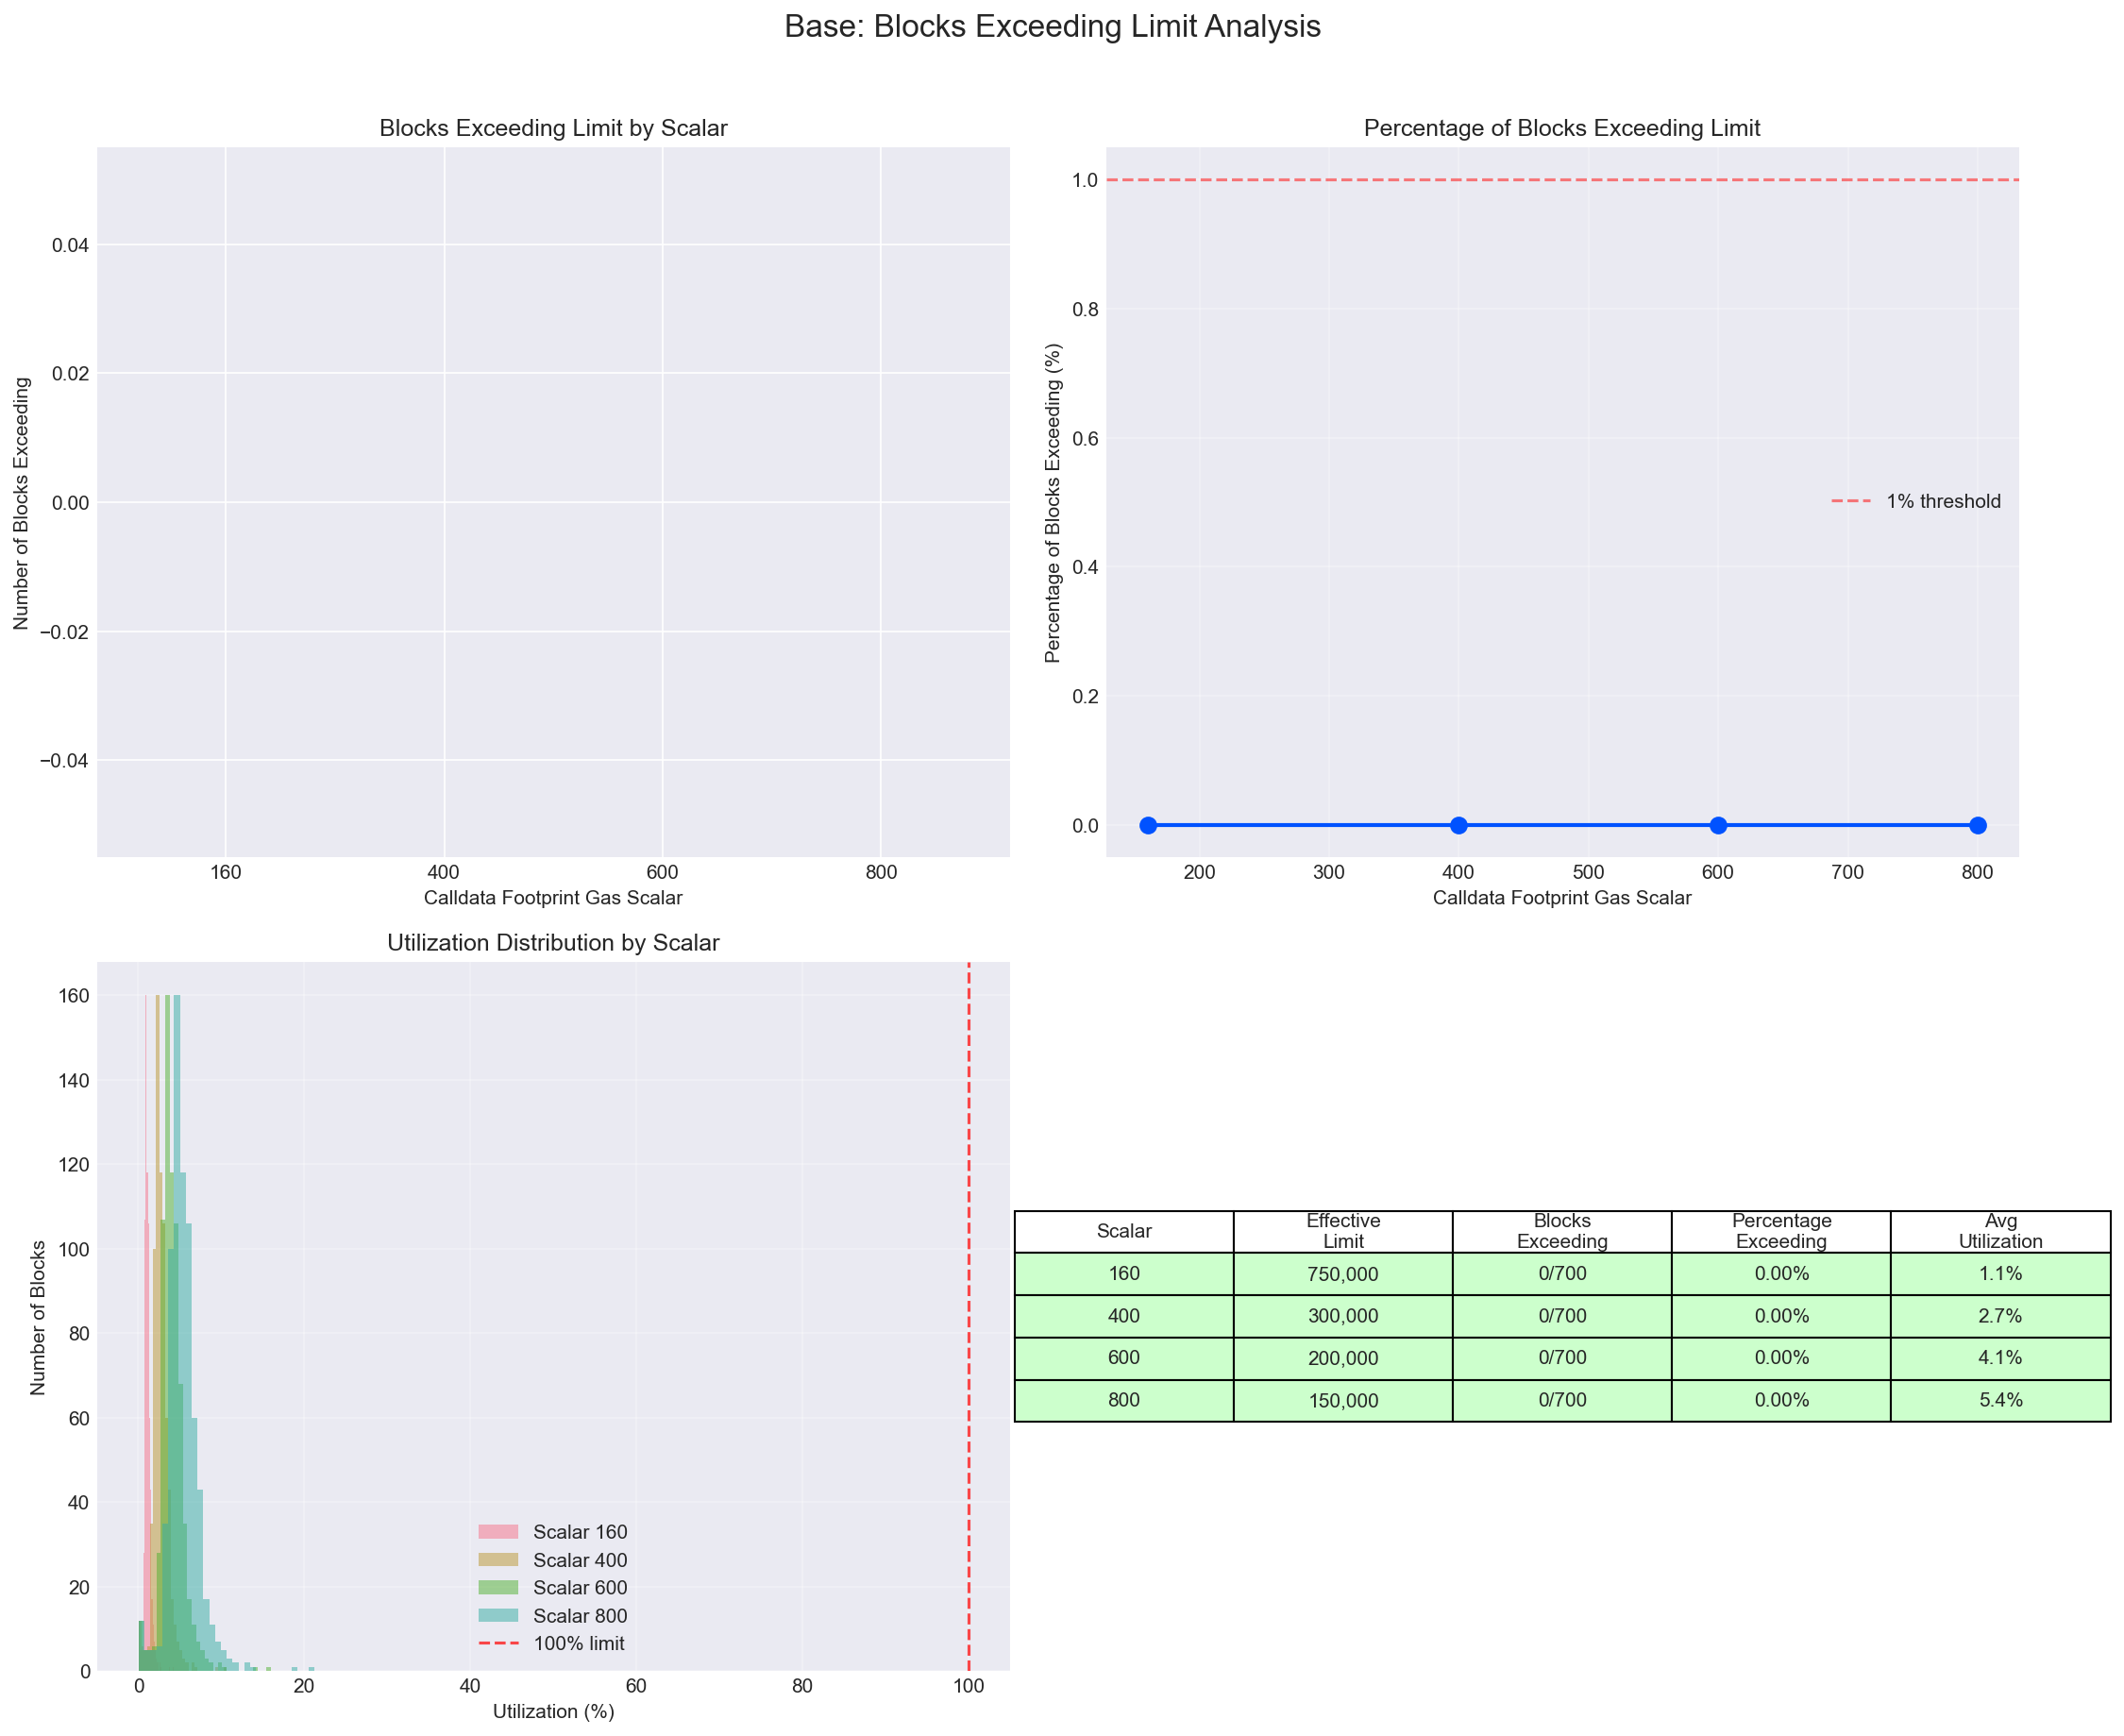 Base: Blocks Exceeding Limit Analysis
Blocks Exceeding Limit by Scalar
0.04
0.02
0.00
−0.02
−0.04
Number of Blocks Exceeding
160 400 600 800
Calldata Footprint Gas Scalar
Percentage of Blocks Exceeding Limit
1.0
0.8
0.6
0.4
0.2
0.0
Percentage of Blocks Exceeding (%)
1% threshold
200 300 400 500 600 700 800
Calldata Footprint Gas Scalar
Utilization Distribution by Scalar
160
140
120
100
80
60
40
20
0
Number of Blocks
Scalar 160
Scalar 400
Scalar 600
Scalar 800
100% limit
0 20 40 60 80 100
Utilization (%)
Scalar Effective Limit Blocks Exceeding Percentage Exceeding Avg Utilization
160 750,000 0/700 0.00% 1.1%
400 300,000 0/700 0.00% 2.7%
600 200,000 0/700 0.00% 4.1%
800 150,000 0/700 0.00% 5.4%